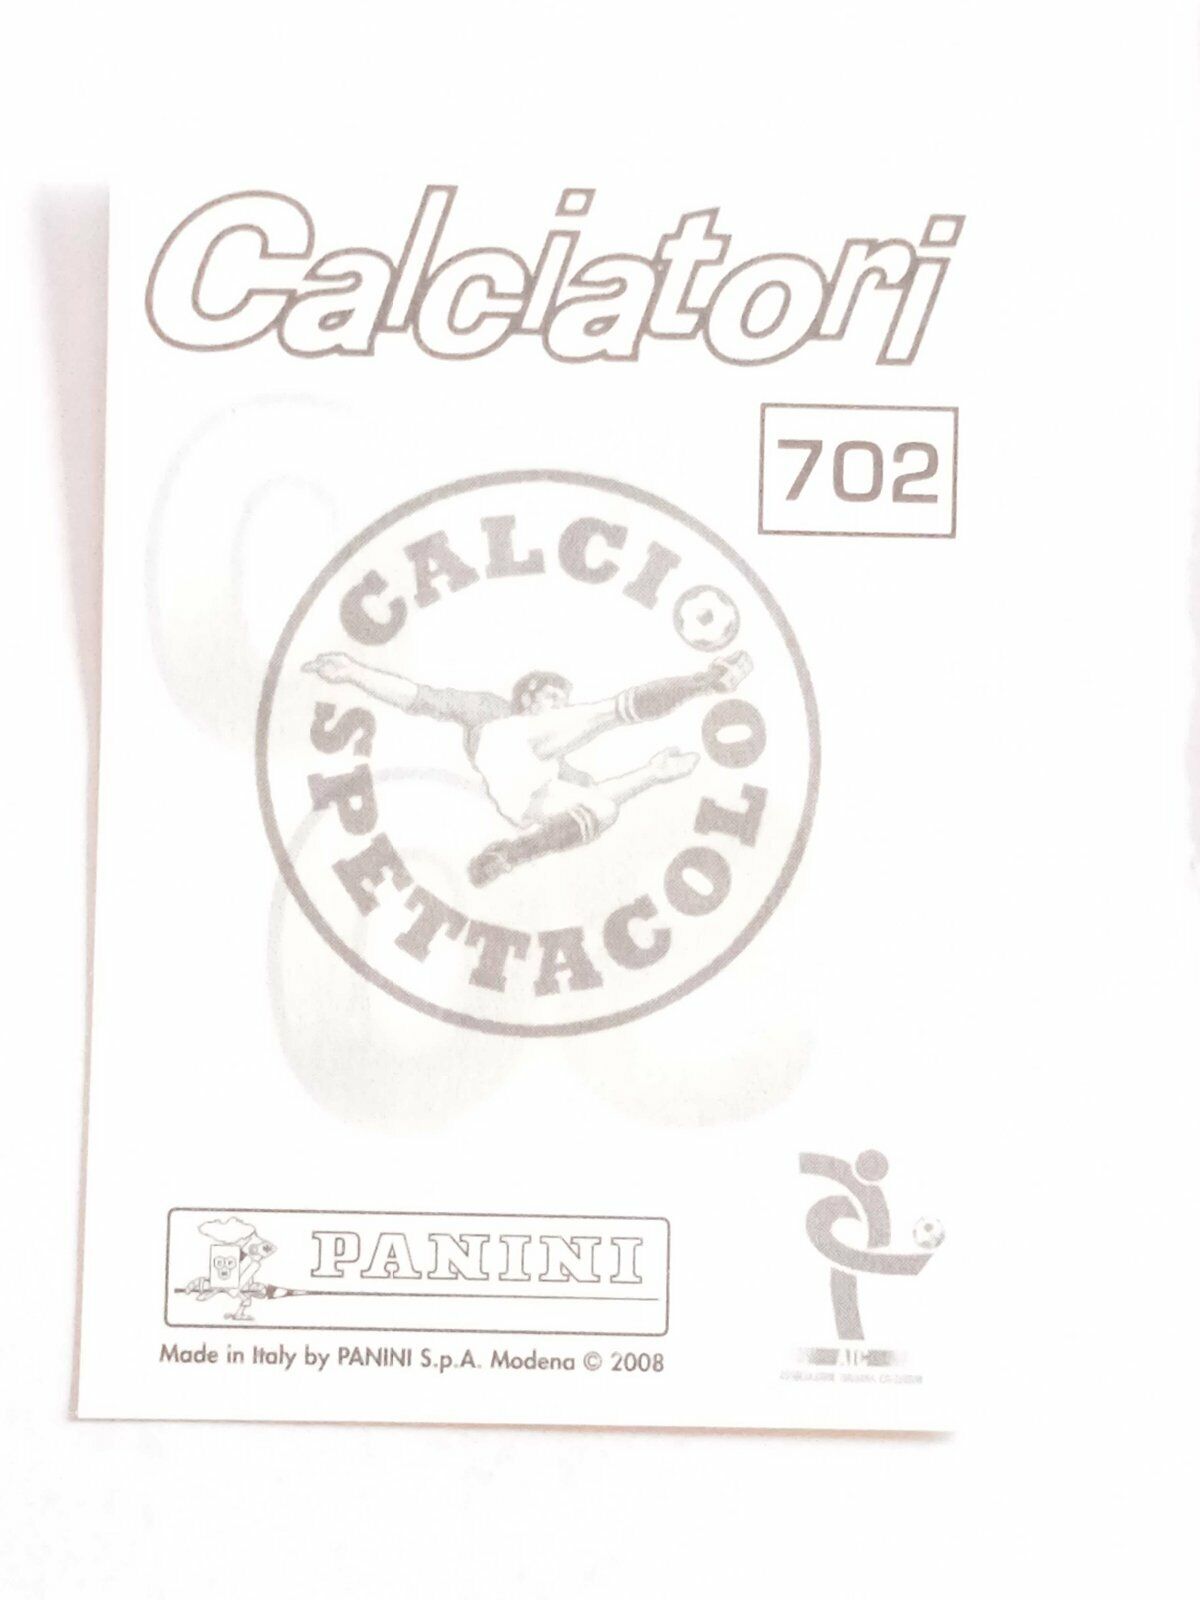 Calciatori
702
CALCIO
SPETTACOLO
PANINI
Made in Italy by PANINI S.p.A. Modena © 2008